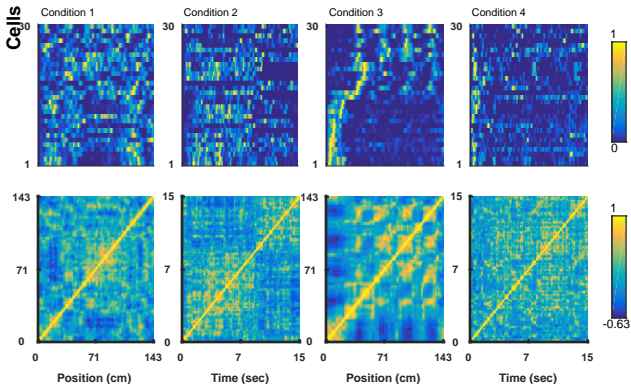 Condition 1 Condition 2 Condition 3 Condition 4
Cells
30 30 30 30
1
0
1 1 1 1
143 15 143 15
1
71 7 71 7
-0.63
0 0 0 0
0 71 143 0 7 15 0 71 143 0 7 15
Position (cm) Time (sec) Position (cm) Time (sec)